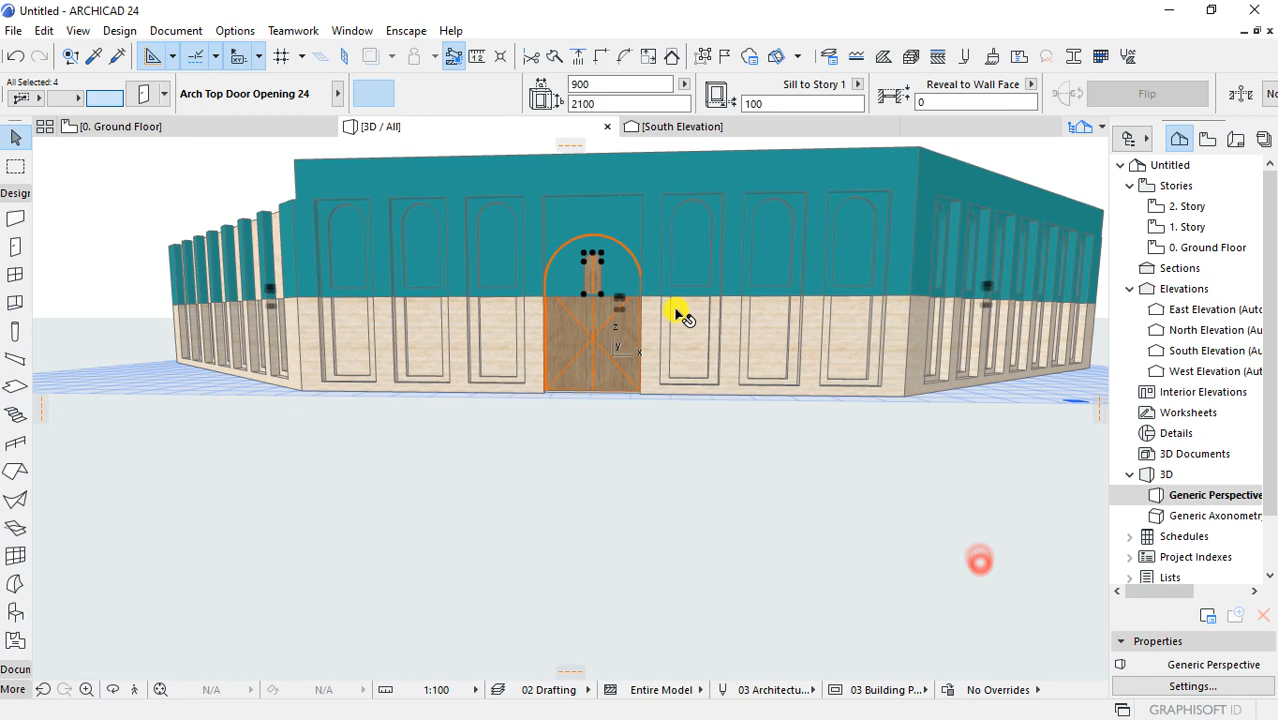 Untitled - ARCHICAD 24
File Edit View Design Document Options Teamwork Window Enscape Help
All Selected: 4
Arch Top Door Opening 24
900
2100
Sill to Story 1
100
Reveal to Wall Face
0
Flip
No
[0. Ground Floor]
[3D / All]
[South Elevation]
Design
Docun
More
z
y
x
Untitled
Stories
2. Story
1. Story
0. Ground Floor
Sections
Elevations
East Elevation (Auto
North Elevation (Aut
South Elevation (Aut
West Elevation (Auto
Interior Elevations
Worksheets
Details
3D Documents
3D
Generic Perspective
Generic Axonometr
Schedules
Project Indexes
Lists
Properties
Generic Perspective
Settings...
N/A
N/A
1:100
02 Drafting
Entire Model
03 Architectu...
03 Building P...
No Overrides
GRAPHISOFT ID